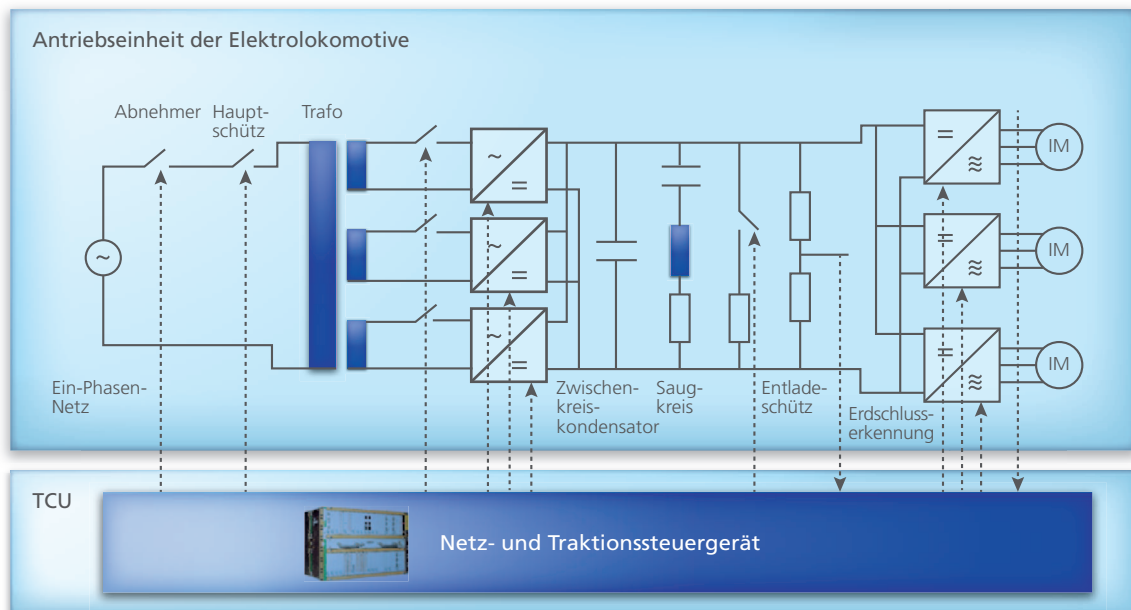 Antriebseinheit der Elektrolokomotive
Abnehmer
Haupt-
schütz
Trafo
~
=
~
=
~
=
~
=
≋
IM
=
≋
IM
=
≋
IM
Ein-Phasen-
Netz
Zwischen-
kreis-
kondensator
Saug-
kreis
Entlade-
schütz
Erdschluss-
erkennung
TCU
Netz- und Traktionssteuergerät